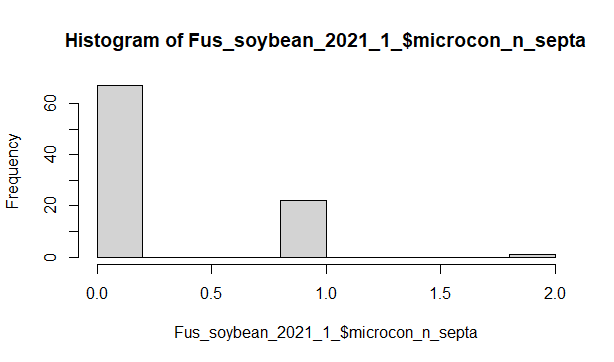 Histogram of Fus_soybean_2021_1_$microcon_n_septa
Frequency
0 20 40 60
0.0 0.5 1.0 1.5 2.0
Fus_soybean_2021_1_$microcon_n_septa